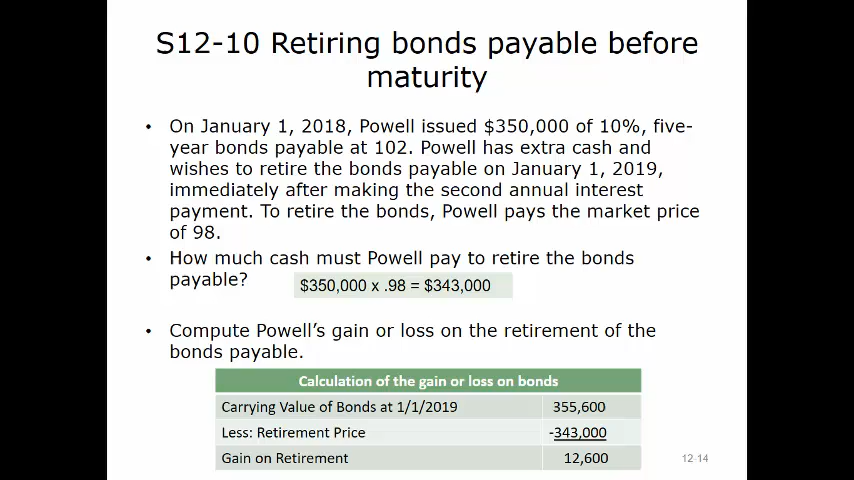 S12-10 Retiring bonds payable before
maturity
• On January 1, 2018, Powell issued $350,000 of 10%, five-
year bonds payable at 102. Powell has extra cash and
wishes to retire the bonds payable on January 1, 2019,
immediately after making the second annual interest
payment. To retire the bonds, Powell pays the market price
of 98.
• How much cash must Powell pay to retire the bonds
payable?
$350,000 x .98 = $343,000
• Compute Powell's gain or loss on the retirement of the
bonds payable.
Calculation of the gain or loss on bonds
Carrying Value of Bonds at 1/1/2019 355,600
Less: Retirement Price -343,000
Gain on Retirement 12,600
12-14